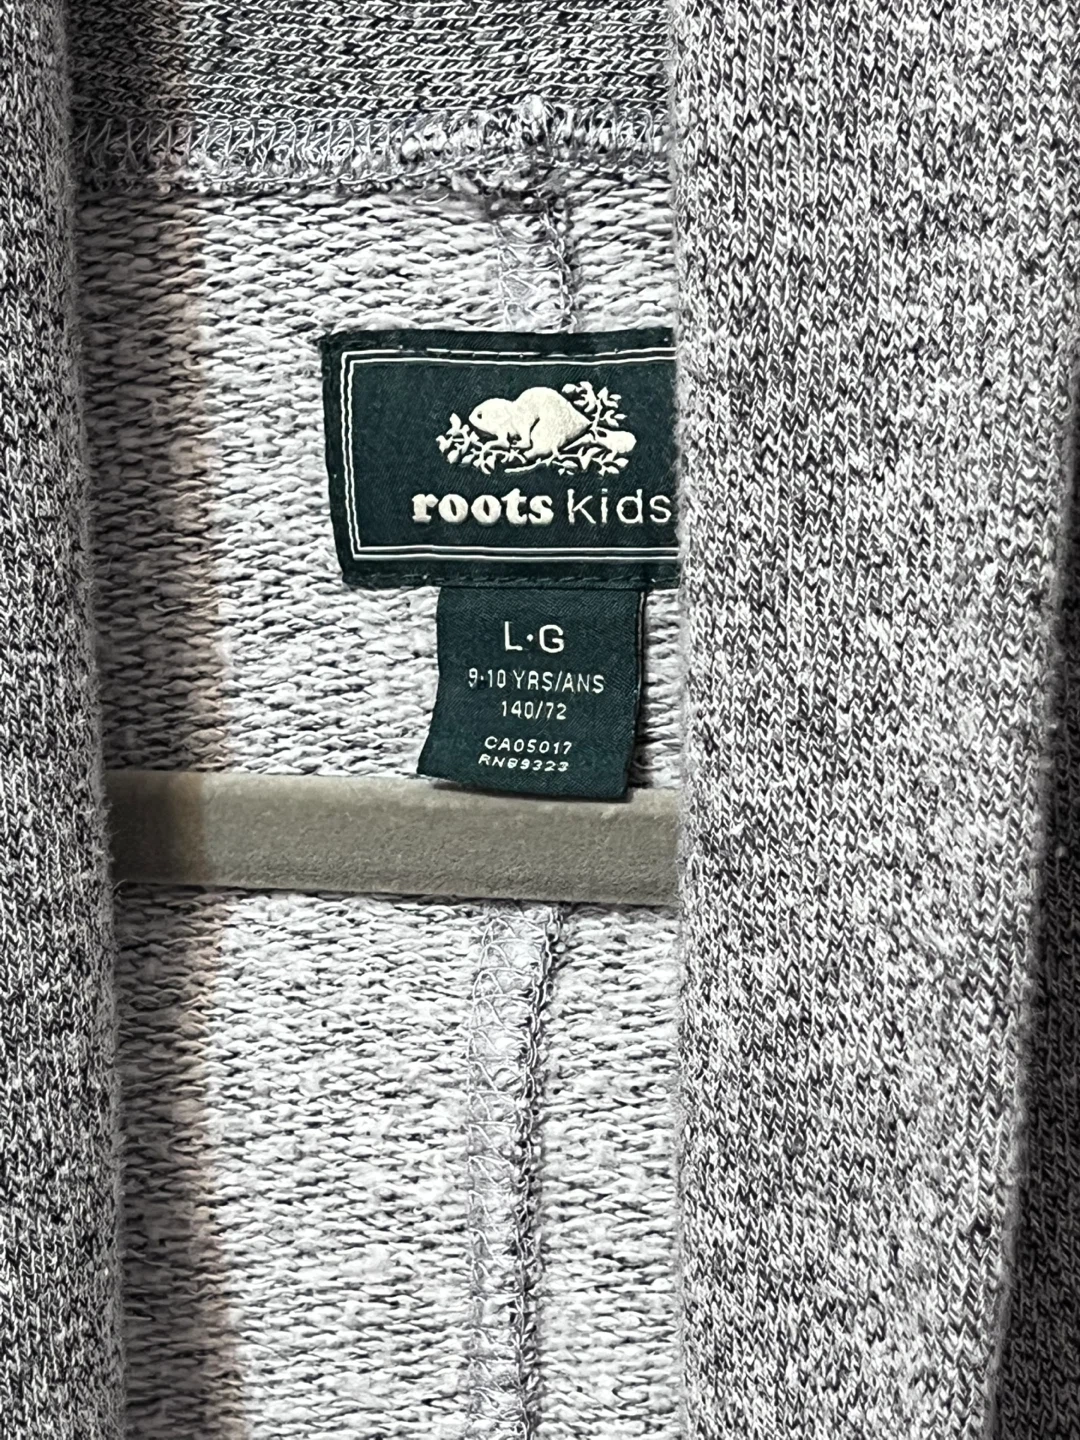 roots kids
L·G
9·10 YRS/ANS
140/72
CA05017
RN89323